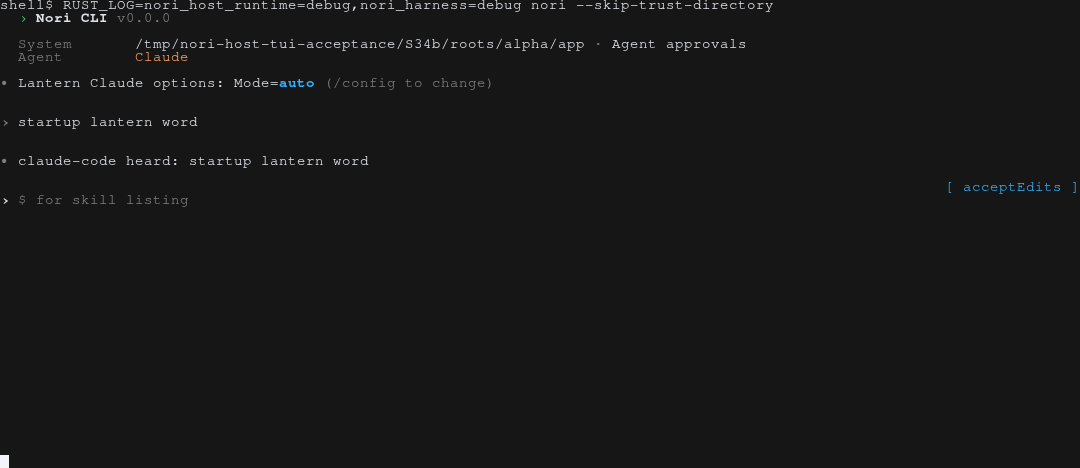 shell$ RUST_LOG=nori_host_runtime=debug,nori_harness=debug nori --skip-trust-directory
› Nori CLI v0.0.0
System /tmp/nori-host-tui-acceptance/S34b/roots/alpha/app · Agent approvals
Agent Claude
• Lantern Claude options: Mode=auto (/config to change)
› startup lantern word
• claude-code heard: startup lantern word
[ acceptEdits ]
› $ for skill listing